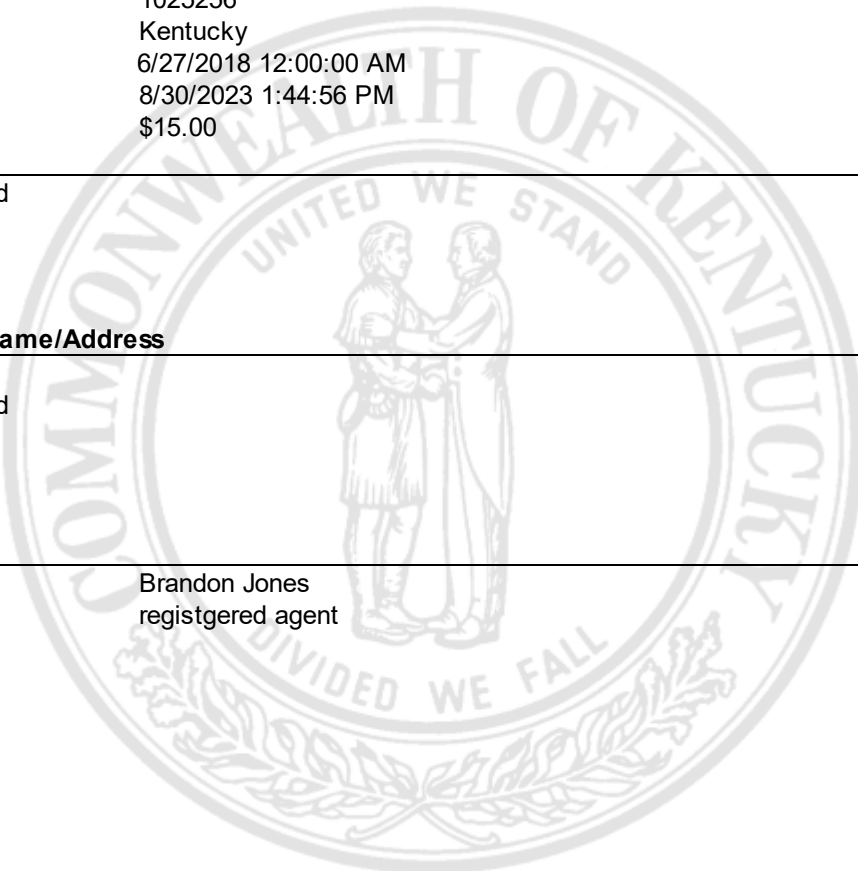 1025256
Kentucky
6/27/2018 12:00:00 AM
8/30/2023 1:44:56 PM
$15.00
d
ame/Address
d
Brandon Jones
registgered agent
COMMONWEALTH OF KENTUCKY
UNITED WE STAND
DIVIDED WE FALL